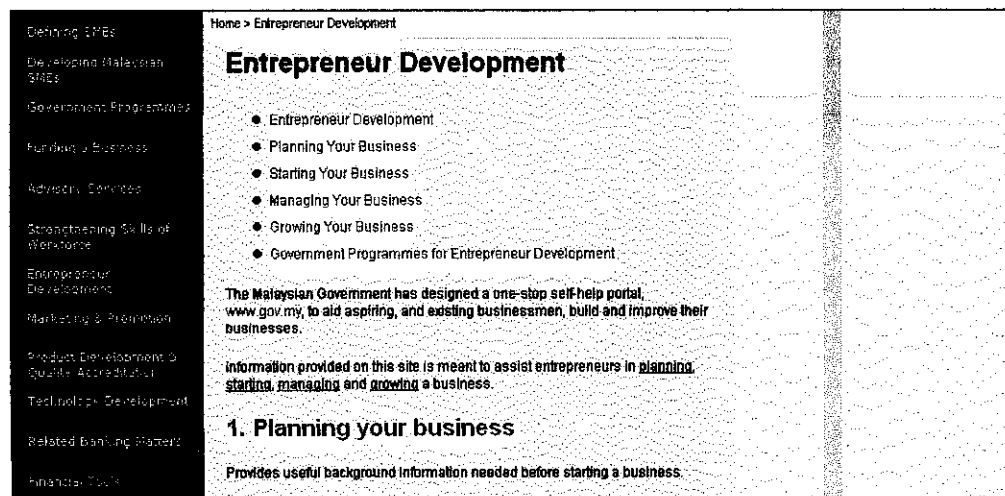 Defining SMEs
Developing Malaysian
SMEs
Government Programmes
Funding a Business
Advisory Services
Strengthening Skills of
Workforce
Entrepreneur
Development
Marketing & Promotion
Product Development &
Quality Accreditation
Technology Development
Related Banking Matters
Financial Tools
Home > Entrepreneur Development
Entrepreneur Development
● Entrepreneur Development
● Planning Your Business
● Starting Your Business
● Managing Your Business
● Growing Your Business
● Government Programmes for Entrepreneur Development
The Malaysian Government has designed a one-stop self-help portal,
www.gov.my, to aid aspiring, and existing businessmen, build and improve their
businesses.
Information provided on this site is meant to assist entrepreneurs in planning,
starting, managing and growing a business.
1. Planning your business
Provides useful background information needed before starting a business.